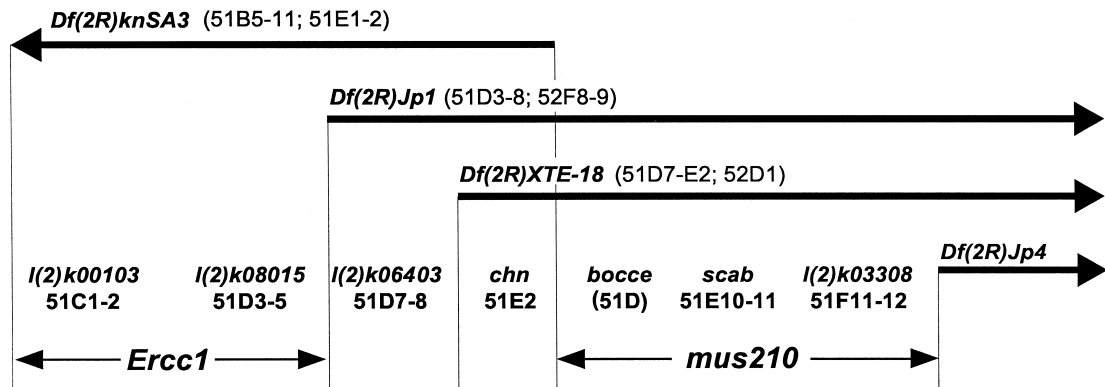 Df(2R)knSA3 (51B5-11; 51E1-2)
Df(2R)Jp1 (51D3-8; 52F8-9)
Df(2R)XTE-18 (51D7-E2; 52D1)
Df(2R)Jp4
l(2)k00103 l(2)k08015 l(2)k06403 chn bocce scab l(2)k03308
51C1-2 51D3-5 51D7-8 51E2 (51D) 51E10-11 51F11-12
Ercc1 mus210